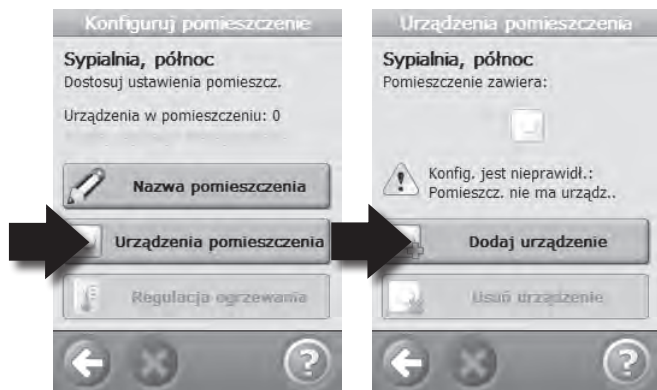 Konfiguruj pomieszczenie
Sypialnia, północ
Dostosuj ustawienia pomieszcz.
Urządzenia w pomieszczeniu: 0
Nazwa pomieszczenia
Urządzenia pomieszczenia
Regulacja ogrzewania
?
Urządzenia pomieszczenia
Sypialnia, północ
Pomieszczenie zawiera:
Konfig. jest nieprawidł.:
Pomieszcz. nie ma urządz..
Dodaj urządzenie
Usuń urządzenie
?